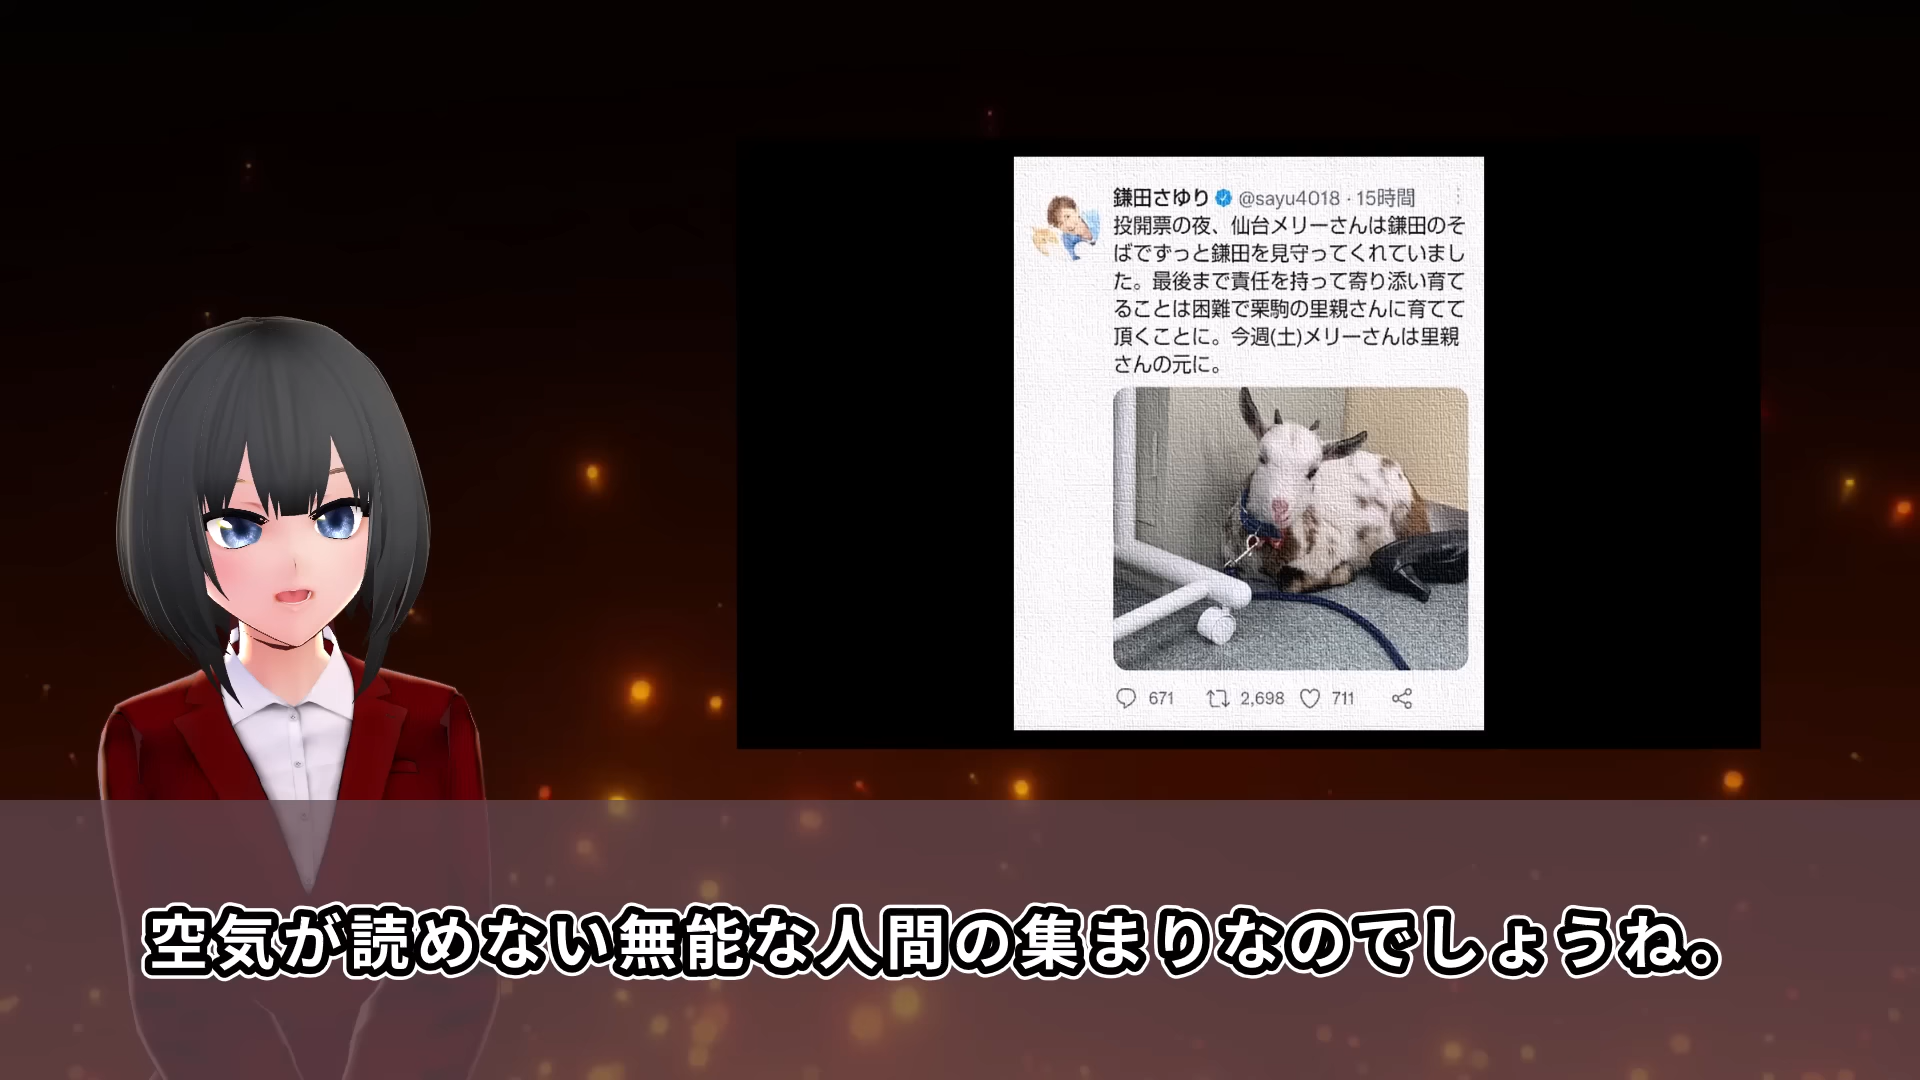 鎌田さゆり @sayu4018 · 15時間
投開票の夜、仙台メリーさんは鎌田のそ
ばでずっと鎌田を見守ってくれていまし
た。最後まで責任を持って寄り添い育て
ることは困難で栗駒の里親さんに育てて
頂くことに。今週(土)メリーさんは里親
さんの元に。
671 2,698 711
空気が読めない無能な人間の集まりなのでしょうね。